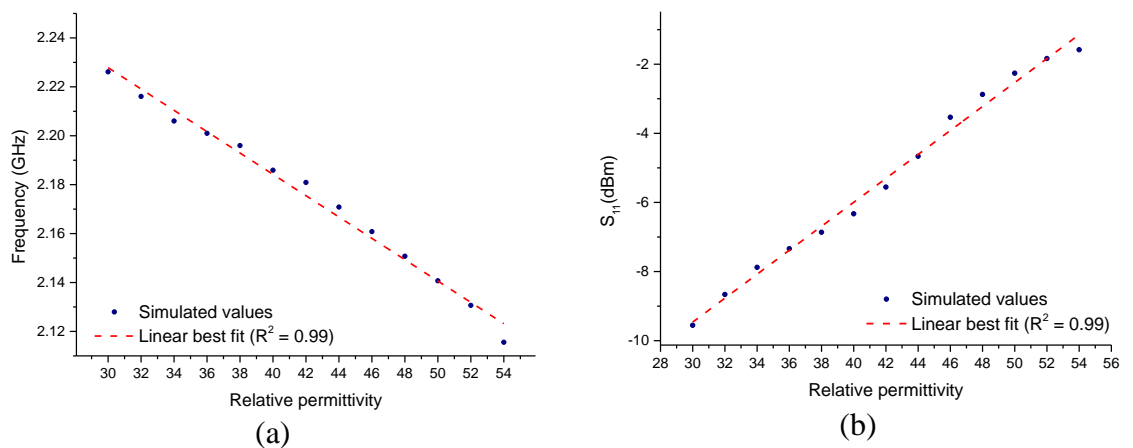 2.24
2.23
2.22
2.20
2.18
2.16
2.14
2.12
Frequency (GHz)
Simulated values
Linear best fit (R² = 0.99)
30 32 34 36 38 40 42 44 46 48 50 52 54
Relative permittivity
(a)
-2
-4
-6
-8
-10
S₁₁(dBm)
Simulated values
Linear best fit (R² = 0.99)
28 30 32 34 36 38 40 42 44 46 48 50 52 54 56
Relative permittivity
(b)